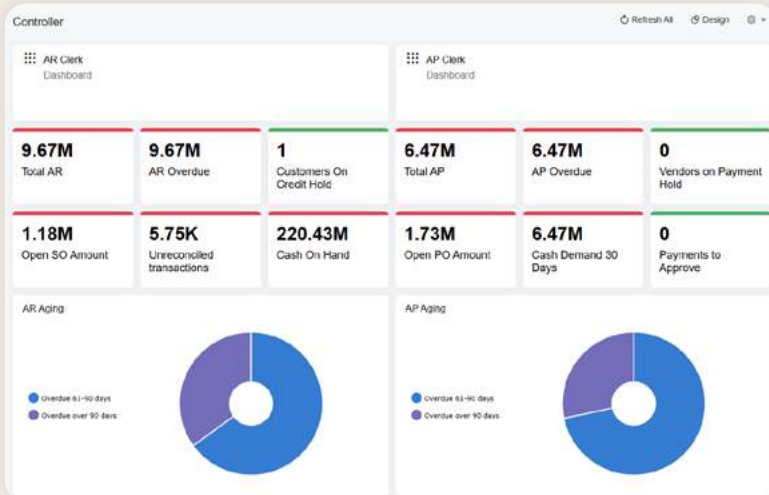 Controller
Refresh All
Design
AR Clerk
Dashboard
AP Clerk
Dashboard
9.67M
Total AR
9.67M
AR Overdue
1
Customers On
Credit Hold
6.47M
Total AP
6.47M
AP Overdue
0
Vendors on Payment
Hold
1.18M
Open SO Amount
5.75K
Unreconciled
transactions
220.43M
Cash On Hand
1.73M
Open PO Amount
6.47M
Cash Demand 30
Days
0
Payments to
Approve
AR Aging
Overdue 61-90 days
Overdue over 90 days
AP Aging
Overdue 61-90 days
Overdue over 90 days